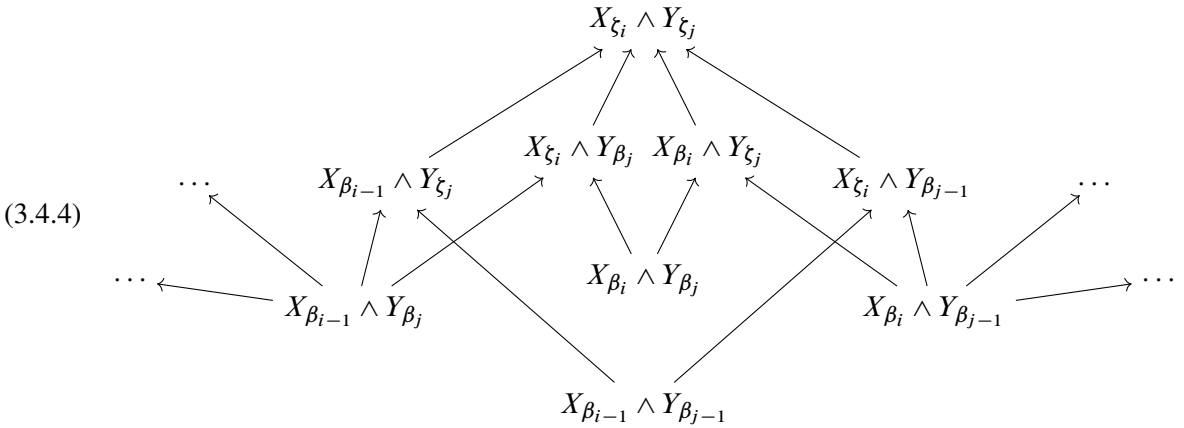 X_{ζ_i} ∧ Y_{ζ_j}
X_{ζ_i} ∧ Y_{β_j} X_{β_i} ∧ Y_{ζ_j}
⋯ X_{β_{i−1}} ∧ Y_{ζ_j} X_{ζ_i} ∧ Y_{β_{j−1}} ⋯
(3.4.4)
⋯ X_{β_i} ∧ Y_{β_j} ⋯
X_{β_{i−1}} ∧ Y_{β_j} X_{β_i} ∧ Y_{β_{j−1}}
X_{β_{i−1}} ∧ Y_{β_{j−1}}